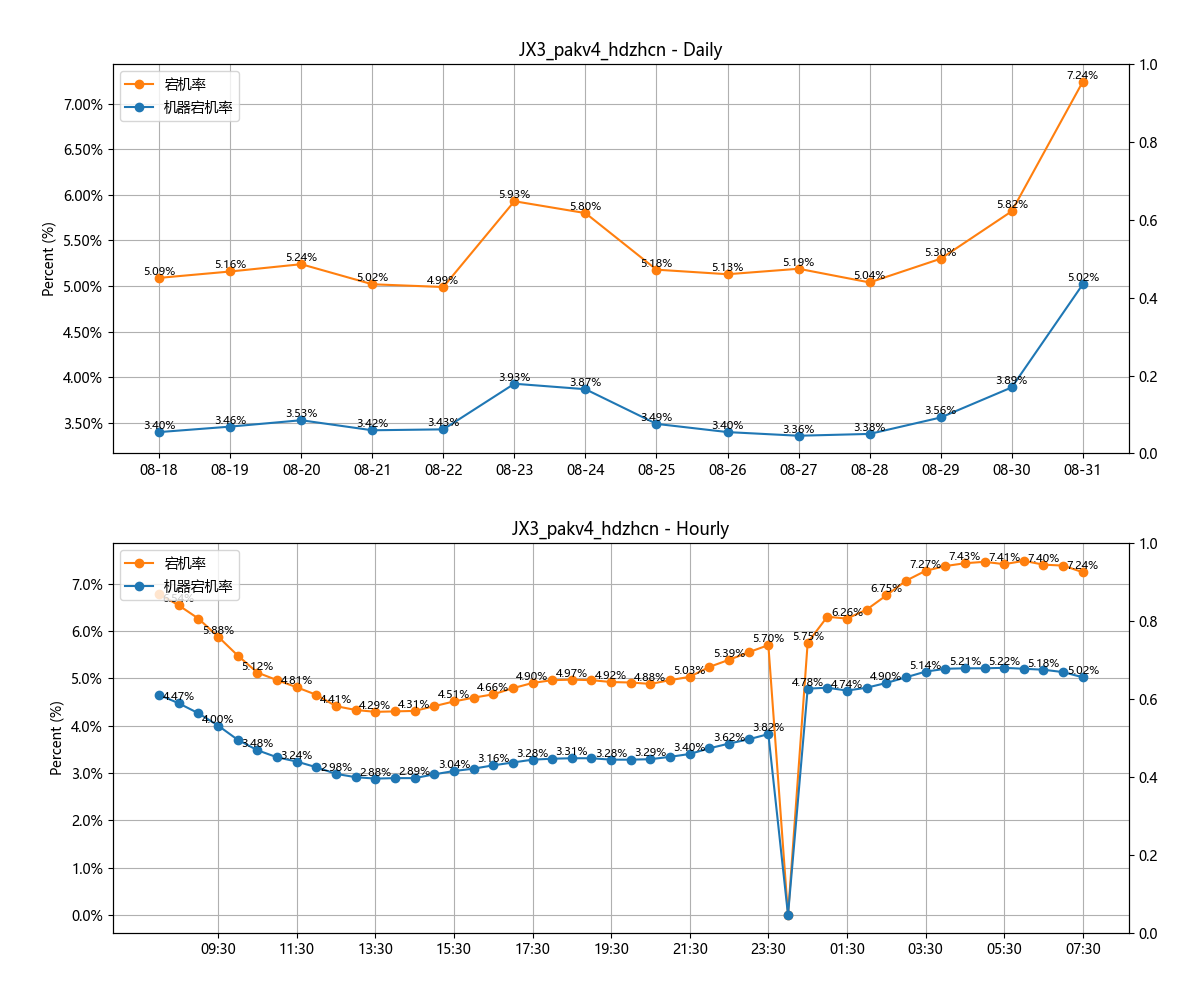 JX3_pakv4_hdzhcn - Daily
宕机率
机器宕机率
Percent (%)
7.00%
6.50%
6.00%
5.50%
5.00%
4.50%
4.00%
3.50%
1.0
0.8
0.6
0.4
0.2
0.0
5.09% 5.16% 5.24% 5.02% 4.99% 5.93% 5.80% 5.18% 5.13% 5.19% 5.04% 5.30% 5.82% 7.24%
3.40% 3.46% 3.53% 3.42% 3.43% 3.93% 3.87% 3.49% 3.40% 3.36% 3.38% 3.56% 3.89% 5.02%
08-18 08-19 08-20 08-21 08-22 08-23 08-24 08-25 08-26 08-27 08-28 08-29 08-30 08-31
JX3_pakv4_hdzhcn - Hourly
宕机率
机器宕机率
Percent (%)
7.0%
6.0%
5.0%
4.0%
3.0%
2.0%
1.0%
0.0%
1.0
0.8
0.6
0.4
0.2
0.0
5.88% 5.12% 4.81% 4.41% 4.29% 4.31% 4.51% 4.66% 4.90% 4.97% 4.92% 4.88% 5.03% 5.39% 5.70% 5.75% 6.26% 6.75% 7.27% 7.43% 7.41% 7.40% 7.24%
4.47% 4.00% 3.48% 3.24% 2.98% 2.88% 2.89% 3.04% 3.16% 3.28% 3.31% 3.28% 3.29% 3.40% 3.62% 3.82% 4.78% 4.74% 4.90% 5.14% 5.21% 5.22% 5.18% 5.02%
09:30 11:30 13:30 15:30 17:30 19:30 21:30 23:30 01:30 03:30 05:30 07:30